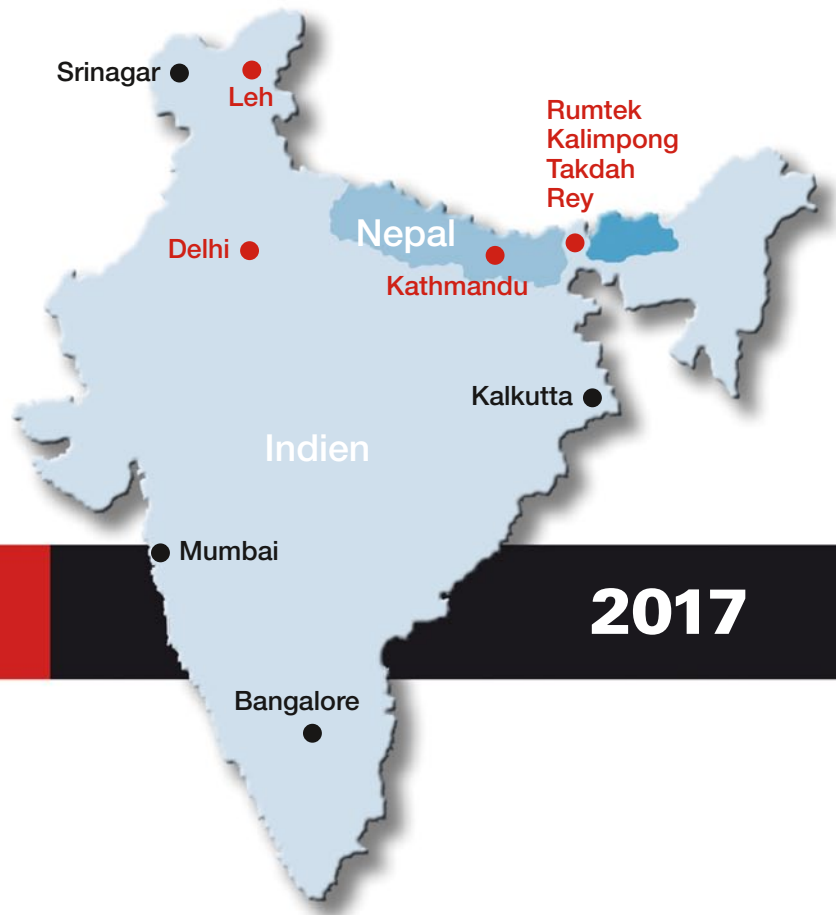 Srinagar
Leh
Rumtek
Kalimpong
Takdah
Rey
Delhi
Nepal
Kathmandu
Kalkutta
Indien
Mumbai
2017
Bangalore